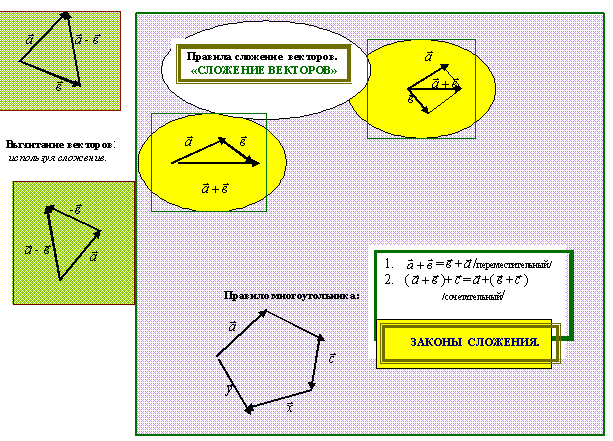 a⃗
a⃗ - в⃗
в⃗
Вычитание векторов:
используя сложение.
-в⃗
a⃗ - в⃗
a⃗
Правила сложение векторов.
«СЛОЖЕНИЕ ВЕКТОРОВ»
a⃗
a⃗ + в⃗
в⃗
a⃗
в⃗
a⃗ + в⃗
1. a⃗ + в⃗ = в⃗ + a⃗ /переместительный/
2. ( a⃗ + в⃗ )+ c⃗ = a⃗ +( в⃗ + c⃗ )
/сочетательный/
ЗАКОНЫ СЛОЖЕНИЯ.
Правило многоугольника:
a⃗
c⃗
y
x⃗